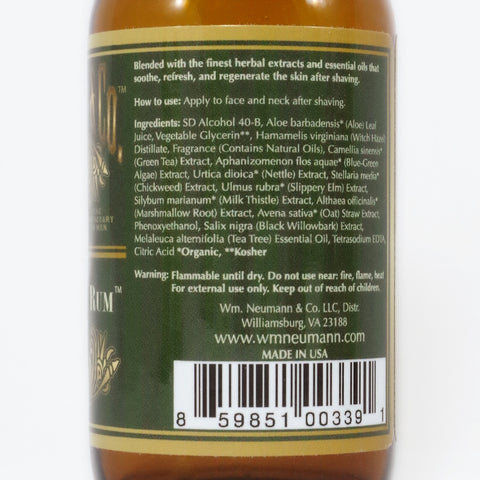 Blended with the finest herbal extracts and essential oils that
soothe, refresh, and regenerate the skin after shaving.
How to use: Apply to face and neck after shaving.
Ingredients: SD Alcohol 40-B, Aloe barbadensis* (Aloe) Leaf
Juice, Vegetable Glycerin**, Hamamelis virginiana (Witch Hazel)
Distillate, Fragrance (Contains Natural Oils), Camellia sinensis*
(Green Tea) Extract, Aphanizomenon flos aquae* (Blue-Green
Algae) Extract, Urtica dioica* (Nettle) Extract, Stellaria media*
(Chickweed) Extract, Ulmus rubra* (Slippery Elm) Extract,
Silybum marianum* (Milk Thistle) Extract, Althaea officinalis*
(Marshmallow Root) Extract, Avena sativa* (Oat) Straw Extract,
Phenoxyethanol, Salix nigra (Black Willowbark) Extract,
Melaleuca alternifolia (Tea Tree) Essential Oil, Tetrasodium EDTA,
Citric Acid *Organic, **Kosher
Warning: Flammable until dry. Do not use near: fire, flame, heat
For external use only. Keep out of reach of children.
Wm. Neumann & Co. LLC, Distr.
Williamsburg, VA 23188
www.wmneumann.com
MADE IN USA
8 59851 00339 1
Co.™
RUM™